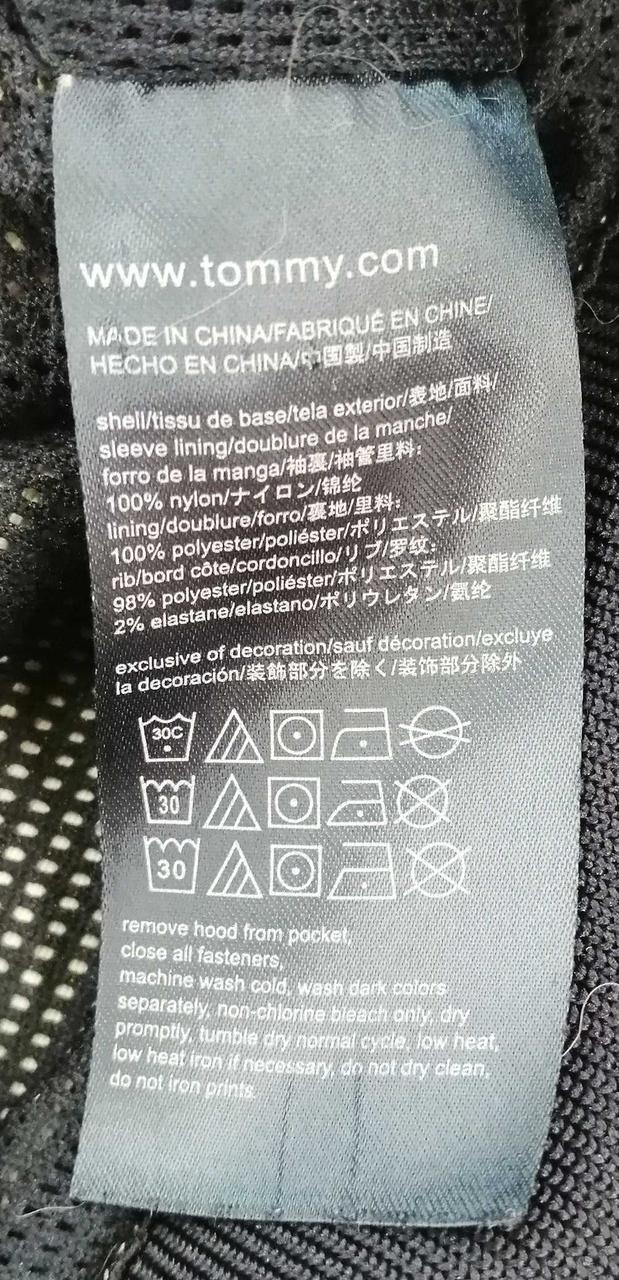 www.tommy.com
MADE IN CHINA/FABRIQUÉ EN CHINE/
HECHO EN CHINA/中国製/中国制造
shell/tissu de base/tela exterior/表地/面料/
sleeve lining/doublure de la manche/
forro de la manga/袖裏/袖管里料:
100% nylon/ナイロン/锦纶
lining/doublure/forro/裏地/里料:
100% polyester/poliéster/ポリエステル/聚酯纤维
rib/bord côte/cordoncillo/リブ/罗纹:
98% polyester/poliéster/ポリエステル/聚酯纤维
2% elastane/elastano/ポリウレタン/氨纶
exclusive of decoration/sauf décoration/excluye
la decoración/装飾部分を除く/装饰部分除外
30C
30
30
remove hood from pocket,
close all fasteners,
machine wash cold, wash dark colors
separately, non-chlorine bleach only, dry
promptly, tumble dry normal cycle, low heat,
low heat iron if necessary, do not dry clean,
do not iron prints.